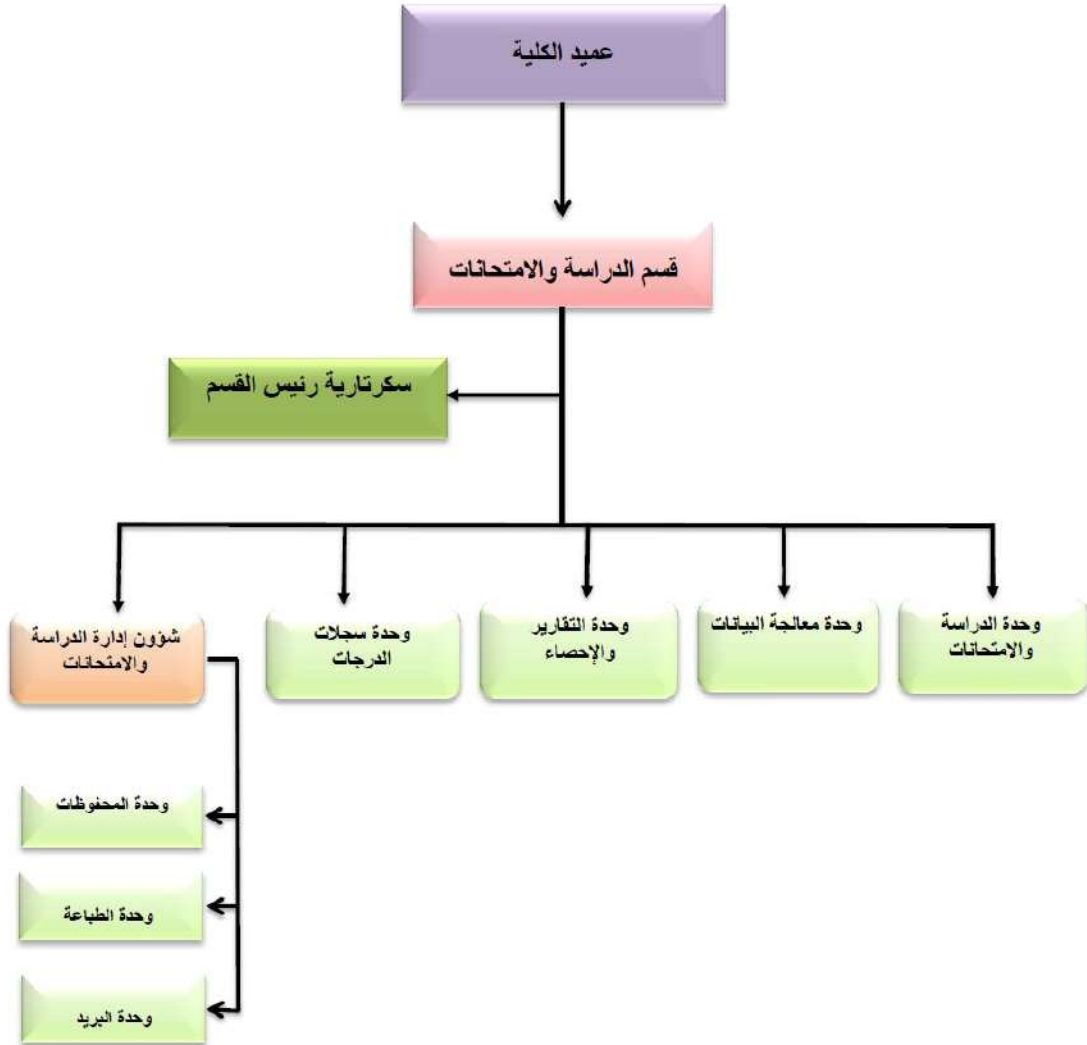 عميد الكلية
قسم الدراسة والامتحانات
سكرتارية رئيس القسم
وحدة الدراسة
والامتحانات
وحدة معالجة البيانات
وحدة التقارير
والإحصاء
وحدة سجلات
الدرجات
شؤون إدارة الدراسة
والامتحانات
وحدة المحفوظات
وحدة الطباعة
وحدة البريد